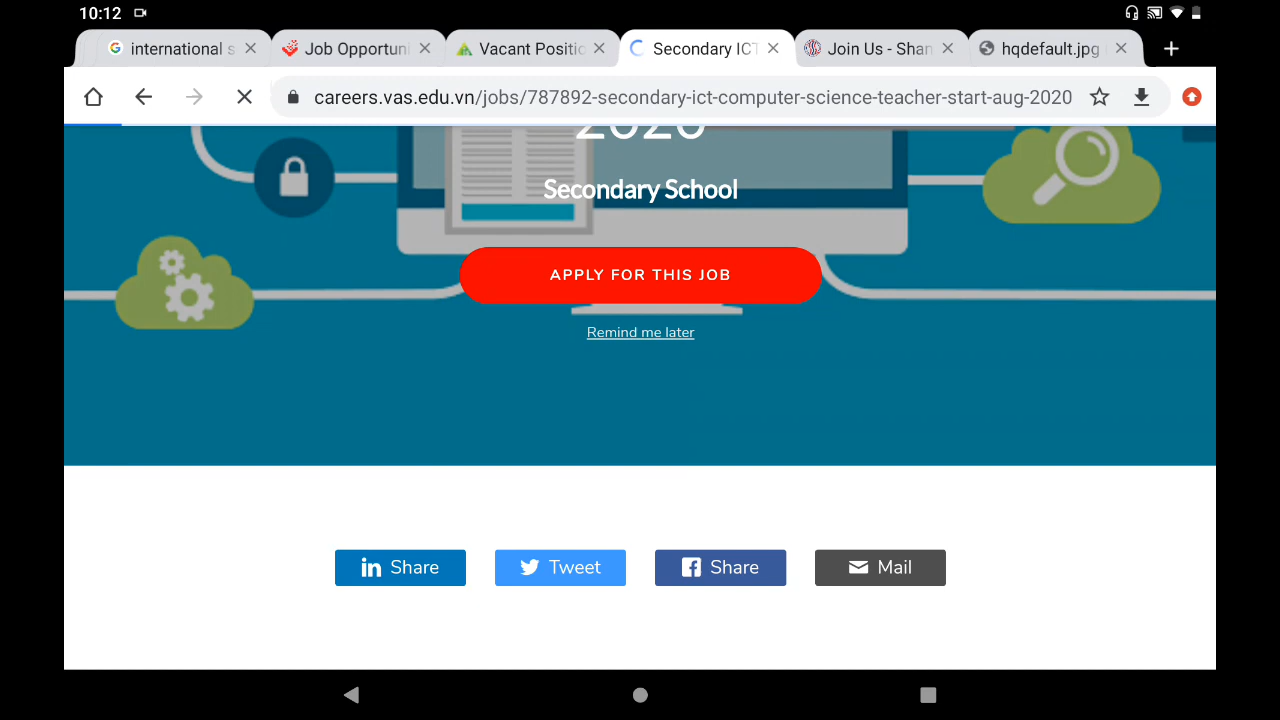 10:12
international s
Job Opportuni
Vacant Positic
Secondary ICT
Join Us - Shan
hqdefault.jpg
careers.vas.edu.vn/jobs/787892-secondary-ict-computer-science-teacher-start-aug-2020
2020
Secondary School
APPLY FOR THIS JOB
Remind me later
in Share
Tweet
Share
Mail